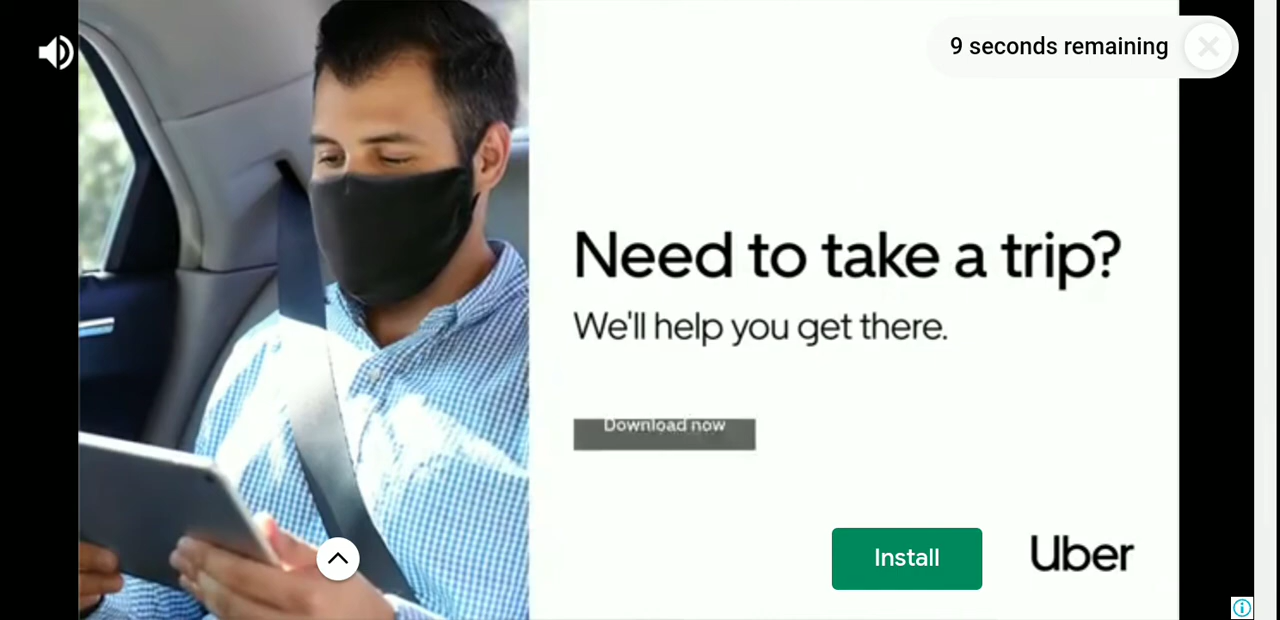 9 seconds remaining
Need to take a trip?
We'll help you get there.
Download now
Install
Uber